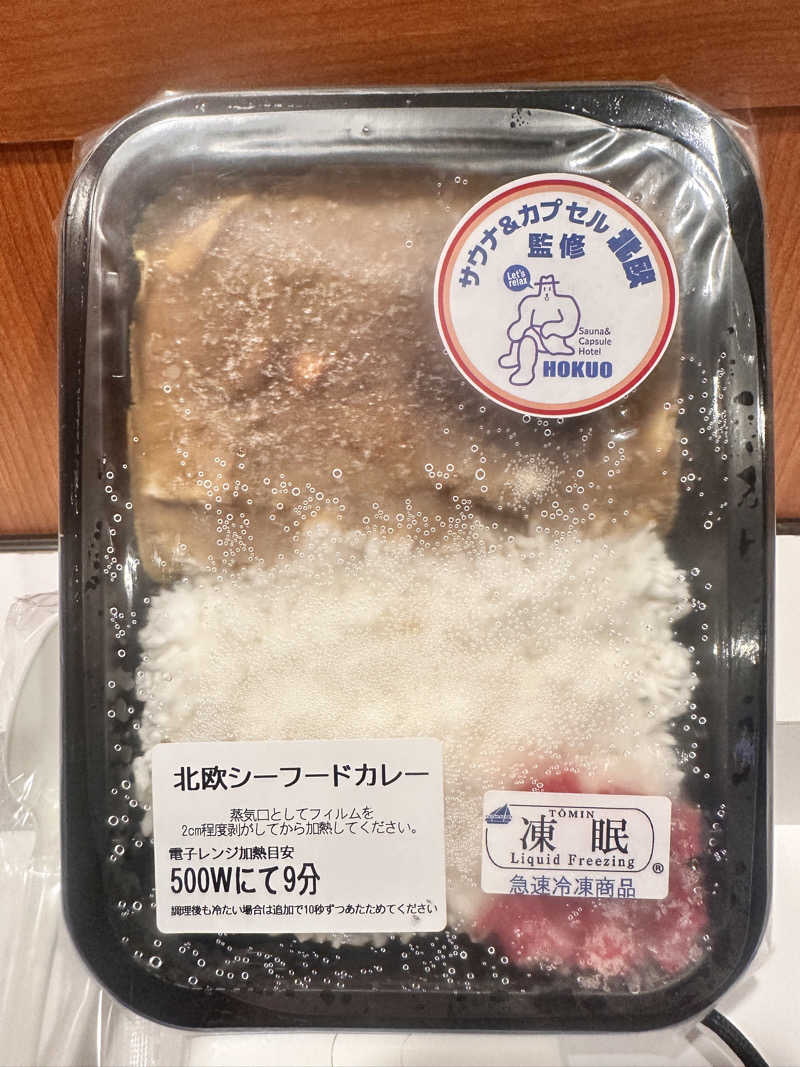 サウナ&カプセル 北欧
監修
Let's
relax
Sauna&
Capsule
Hotel
HOKUO
北欧シーフードカレー
蒸気口としてフィルムを
2cm程度剥がしてから加熱してください。
電子レンジ加熱目安
500Wにて9分
調理後も冷たい場合は追加で10秒ずつあたためてください
TŌMIN
凍眠
Liquid Freezing
®
急速冷凍商品